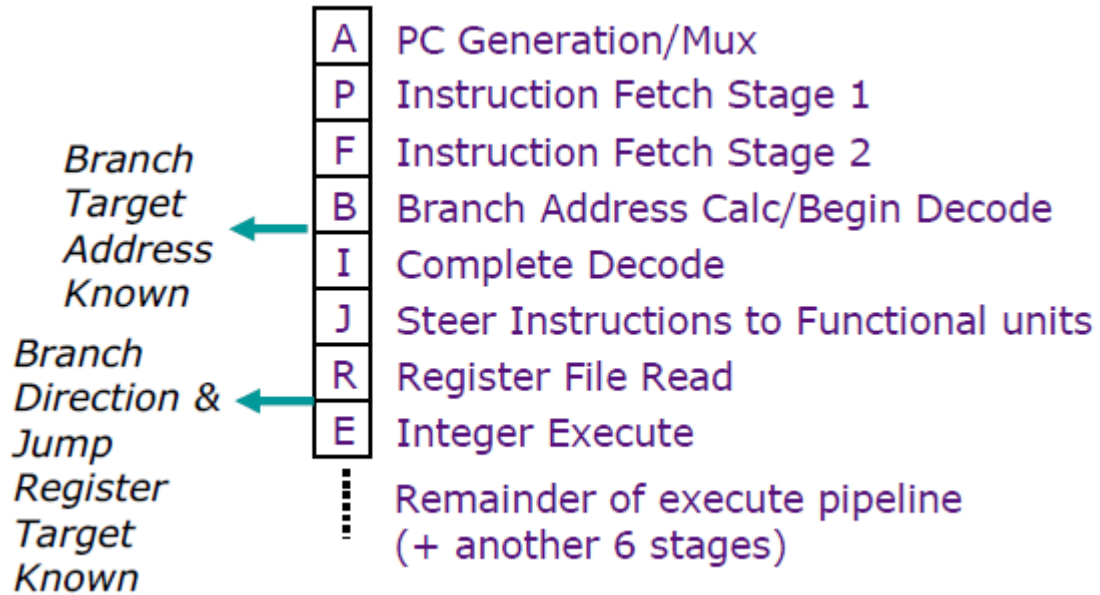 A PC Generation/Mux
P Instruction Fetch Stage 1
F Instruction Fetch Stage 2
B Branch Address Calc/Begin Decode
I Complete Decode
J Steer Instructions to Functional units
R Register File Read
E Integer Execute
Remainder of execute pipeline
(+ another 6 stages)
Branch
Target
Address
Known
Branch
Direction &
Jump
Register
Target
Known